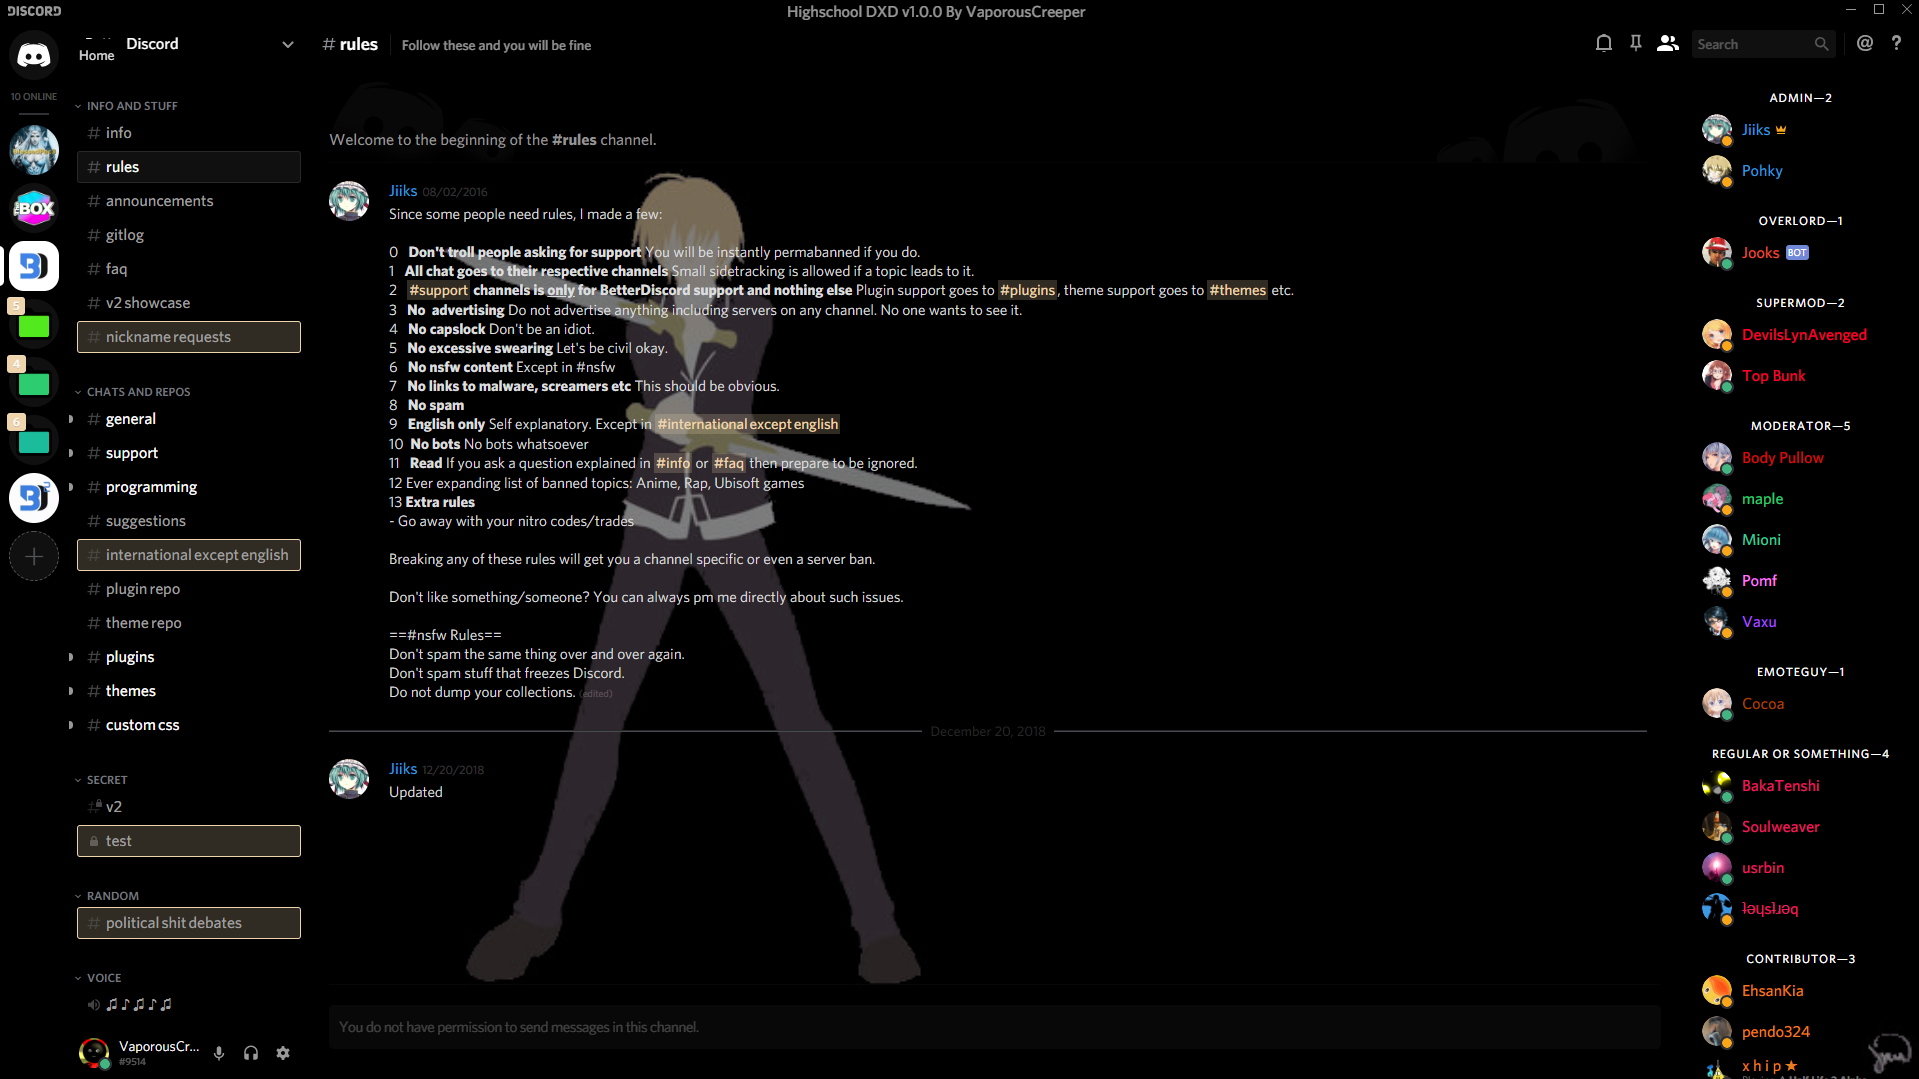 DISCORD
Highschool DXD v1.0.0 By VaporousCreeper
Home
Discord
# rules
Follow these and you will be fine
Search
10 ONLINE
THE BOX
5
4
6
INFO AND STUFF
# info
# rules
# announcements
# gitlog
# faq
# v2 showcase
# nickname requests
CHATS AND REPOS
# general
# support
# programming
# suggestions
# international except english
# plugin repo
# theme repo
# plugins
# themes
# custom css
SECRET
# v2
test
RANDOM
# political shit debates
VOICE
♫ ♪ ♫ ♪ ♫
VaporousCr...
#9514
Welcome to the beginning of the #rules channel.
Jiiks 08/02/2016
Since some people need rules, I made a few:
0 Don't troll people asking for support You will be instantly permabanned if you do.
1 All chat goes to their respective channels Small sidetracking is allowed if a topic leads to it.
2 #support channels is only for BetterDiscord support and nothing else Plugin support goes to #plugins, theme support goes to #themes etc.
3 No advertising Do not advertise anything including servers on any channel. No one wants to see it.
4 No capslock Don't be an idiot.
5 No excessive swearing Let's be civil okay.
6 No nsfw content Except in #nsfw
7 No links to malware, screamers etc This should be obvious.
8 No spam
9 English only Self explanatory. Except in #international except english
10 No bots No bots whatsoever
11 Read If you ask a question explained in #info or #faq then prepare to be ignored.
12 Ever expanding list of banned topics: Anime, Rap, Ubisoft games
13 Extra rules
- Go away with your nitro codes/trades
Breaking any of these rules will get you a channel specific or even a server ban.
Don't like something/someone? You can always pm me directly about such issues.
==#nsfw Rules==
Don't spam the same thing over and over again.
Don't spam stuff that freezes Discord.
Do not dump your collections. (edited)
December 20, 2018
Jiiks 12/20/2018
Updated
You do not have permission to send messages in this channel.
ADMIN—2
Jiiks
Pohky
OVERLORD—1
Jooks BOT
SUPERMOD—2
DevilsLynAvenged
Top Bunk
MODERATOR—5
Body Pullow
maple
Mioni
Pomf
Vaxu
EMOTEGUY—1
Cocoa
REGULAR OR SOMETHING—4
BakaTenshi
Soulweaver
usrbin
CONTRIBUTOR—3
EhsanKia
pendo324
x h i p ★